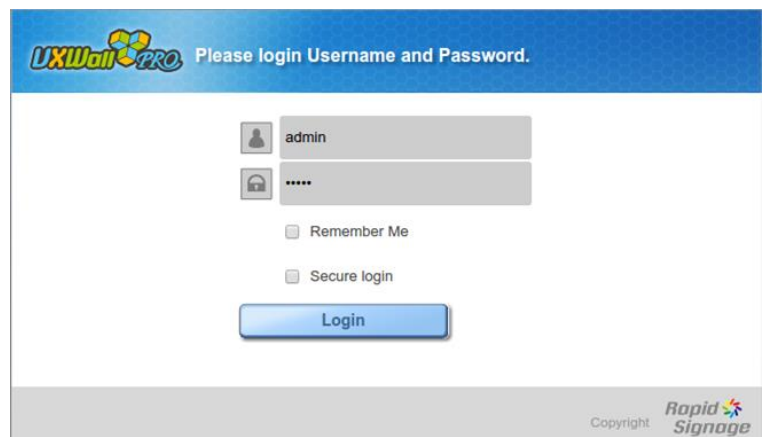 UXWall PRO Please login Username and Password.
admin
•••••
Remember Me
Secure login
Login
Copyright Rapid Signage